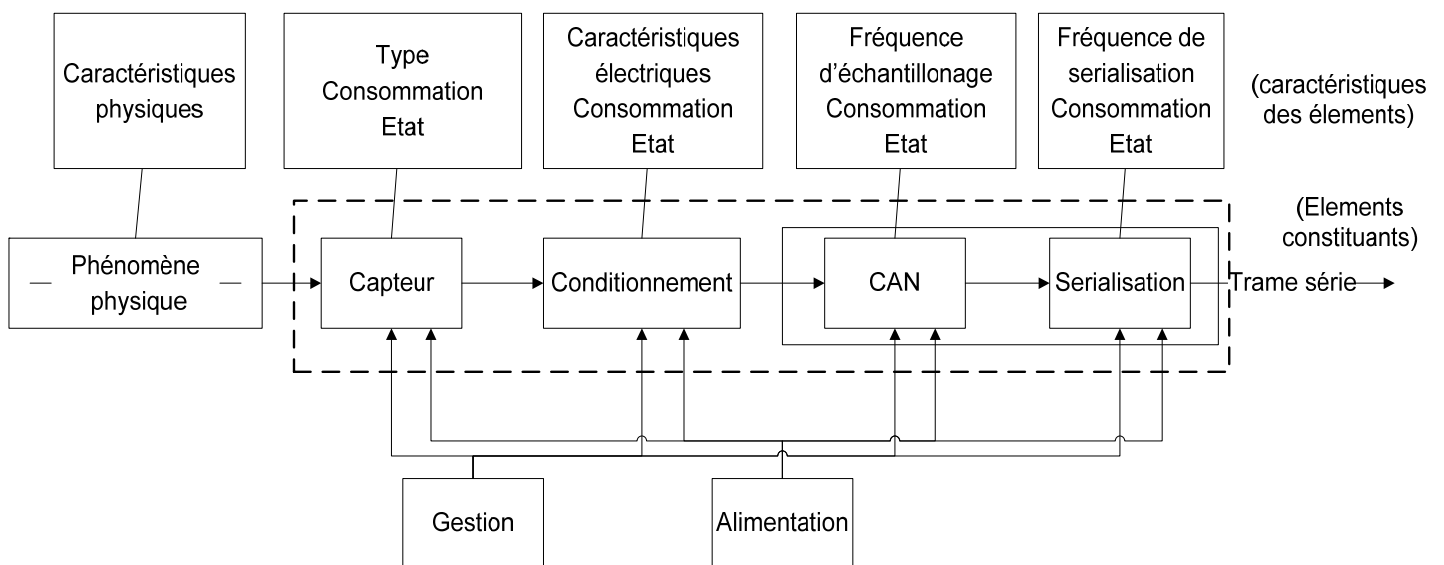 Caractéristiques
physiques
Type
Consommation
Etat
Caractéristiques
électriques
Consommation
Etat
Fréquence
d’échantillonage
Consommation
Etat
Fréquence de
serialisation
Consommation
Etat
(caractéristiques
des élements)
(Elements
constituants)
Phénomène
physique
Capteur
Conditionnement
CAN
Serialisation
Trame série
Gestion
Alimentation